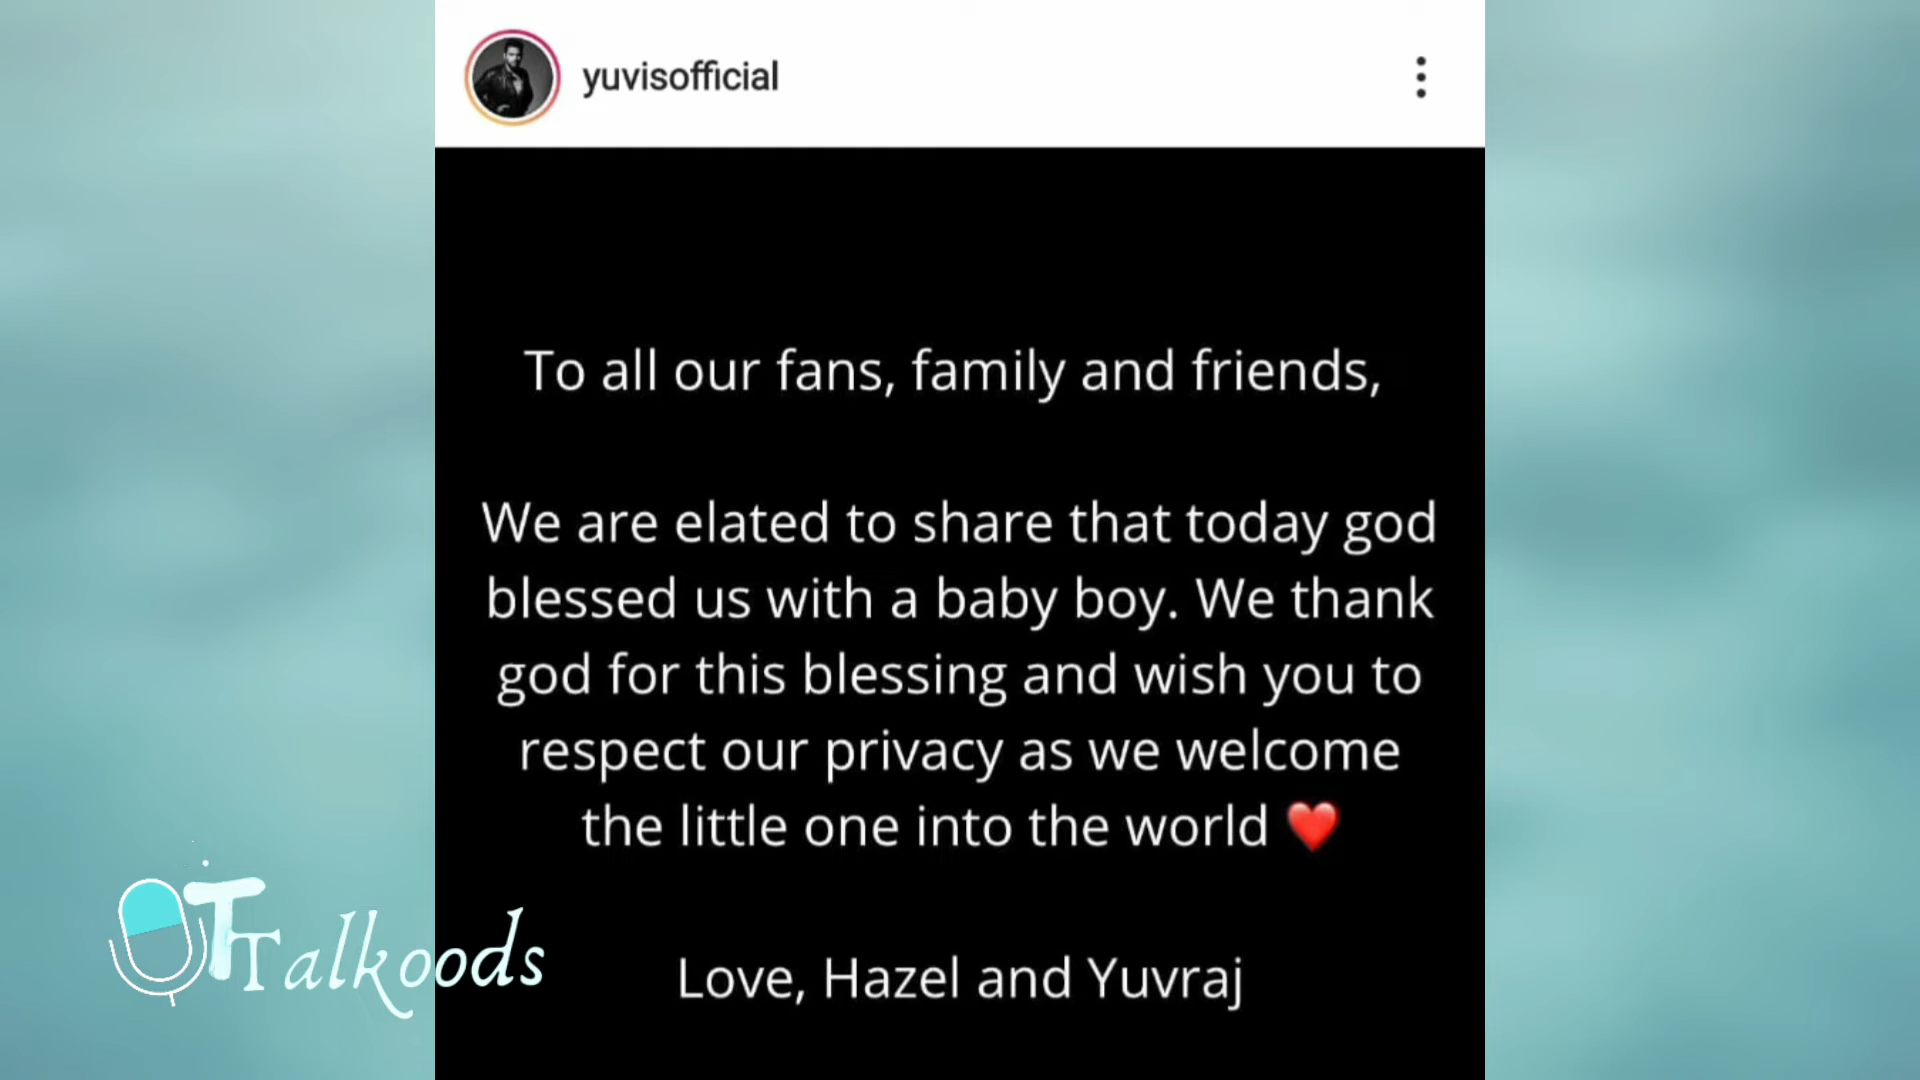 yuvisofficial
To all our fans, family and friends,
We are elated to share that today god
blessed us with a baby boy. We thank
god for this blessing and wish you to
respect our privacy as we welcome
the little one into the world ❤️
Love, Hazel and Yuvraj
T
Talkoods